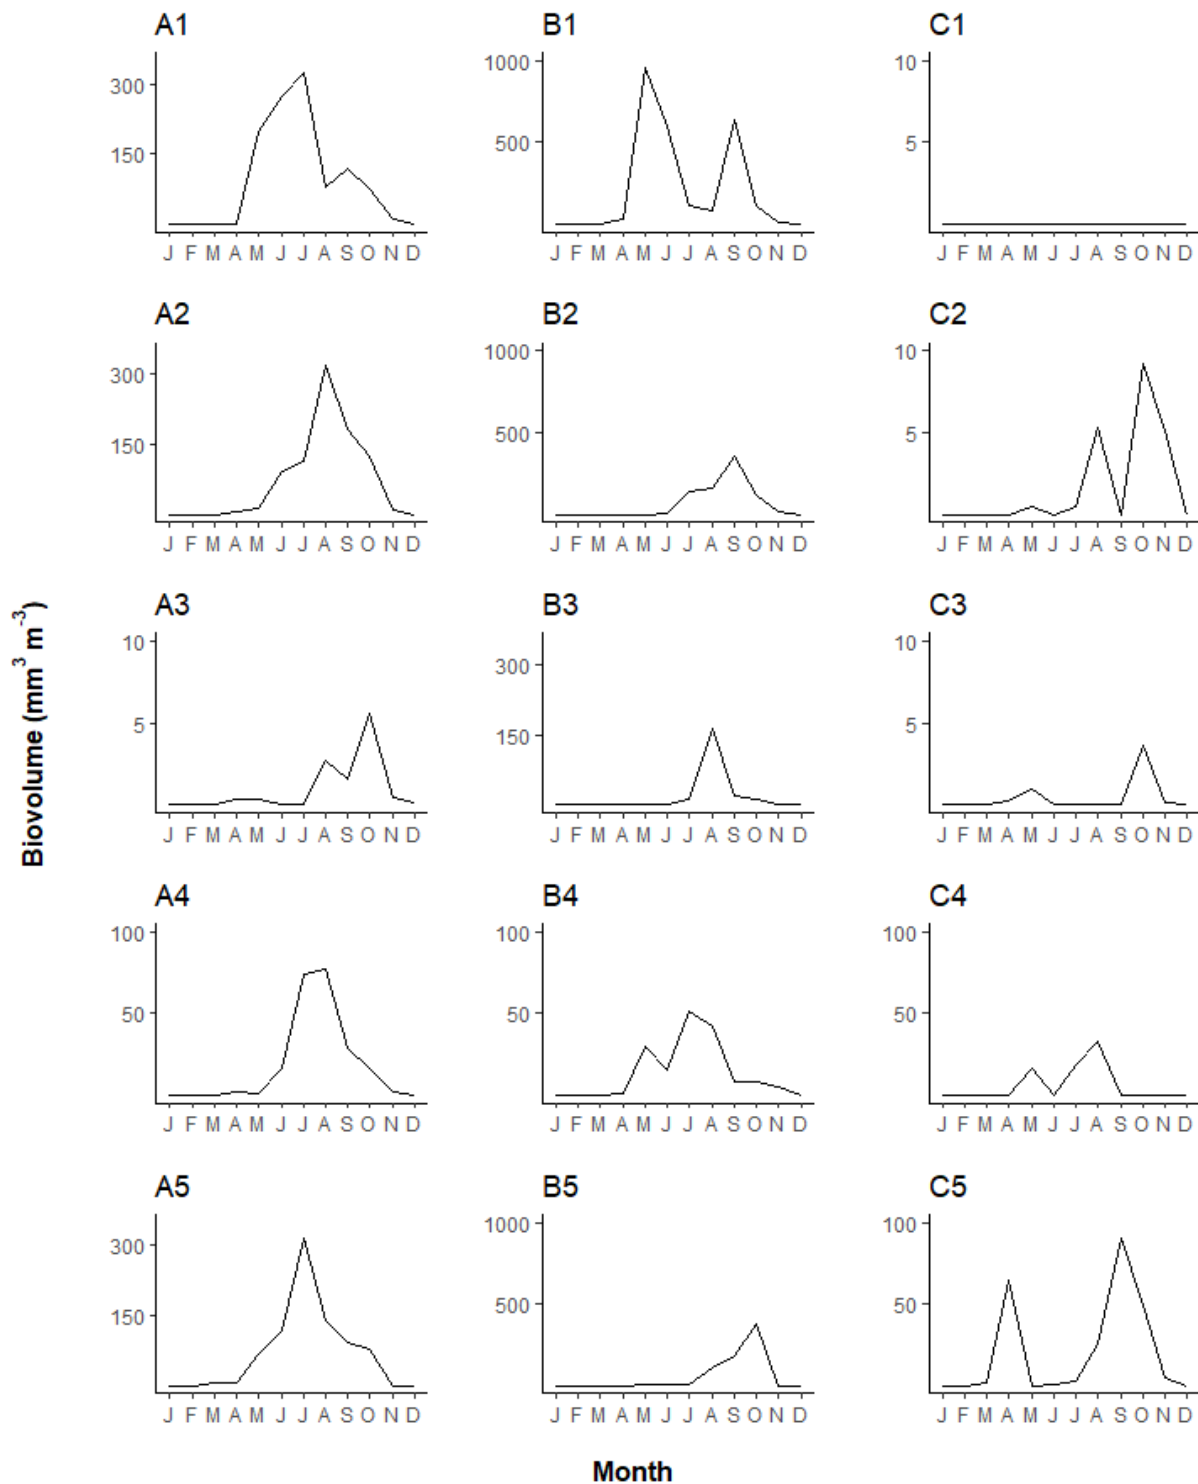 A1 B1 C1
300 1000 10
150 500 5
J F M A M J J A S O N D J F M A M J J A S O N D J F M A M J J A S O N D
A2 B2 C2
300 1000 10
150 500 5
J F M A M J J A S O N D J F M A M J J A S O N D J F M A M J J A S O N D
A3 B3 C3
10 300 10
5 150 5
J F M A M J J A S O N D J F M A M J J A S O N D J F M A M J J A S O N D
Biovolume (mm³ m⁻³)
A4 B4 C4
100 100 100
50 50 50
J F M A M J J A S O N D J F M A M J J A S O N D J F M A M J J A S O N D
A5 B5 C5
300 1000 100
150 500 50
J F M A M J J A S O N D J F M A M J J A S O N D J F M A M J J A S O N D
Month